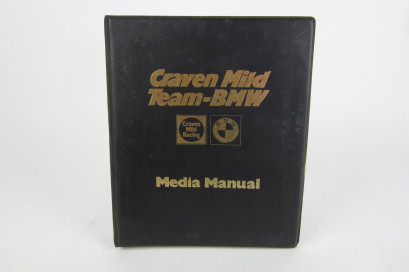 Craven Mild
Team-BMW
Craven
Mild
Racing
Media Manual